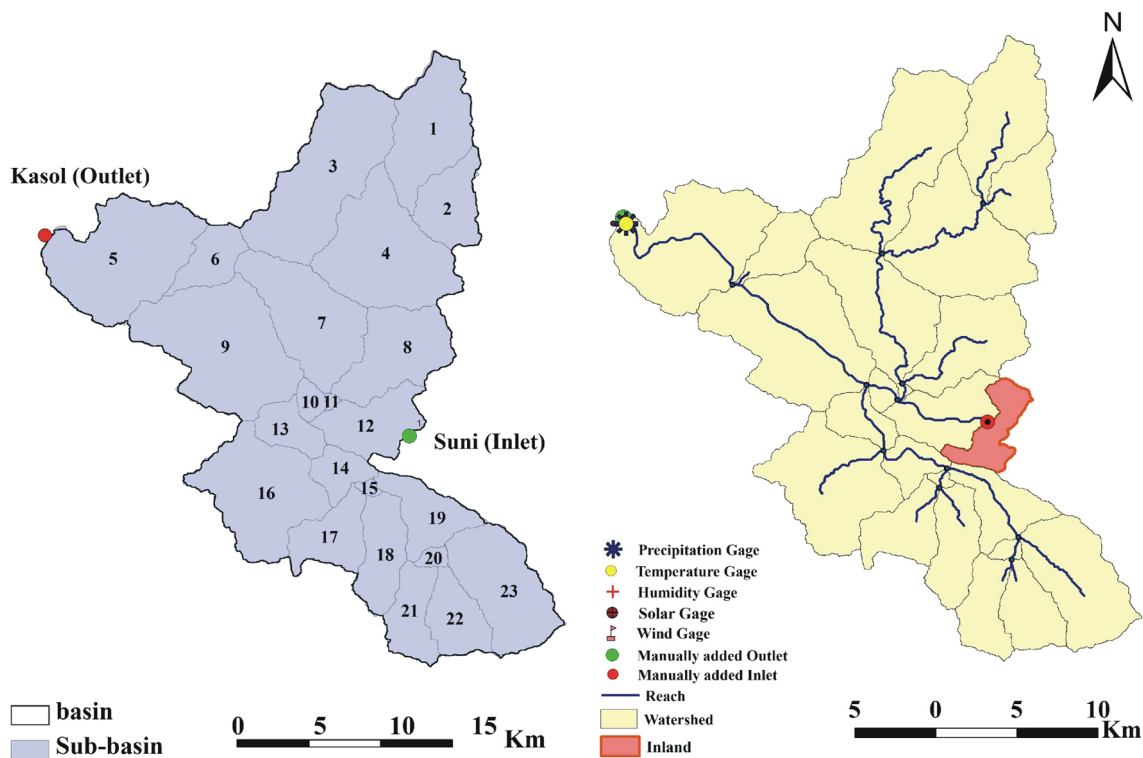 N
1
3
Kasol (Outlet)
2
4
5
6
7
8
9
10
11
12
1
13
Suni (Inlet)
14
15
16
19
17
18
20
23
21
22
Precipitation Gage
Temperature Gage
Humidity Gage
Solar Gage
Wind Gage
Manually added Outlet
Manually added Inlet
Reach
Watershed
Inland
basin
Sub-basin
0 5 10 15
Km
5 0 5 10
Km